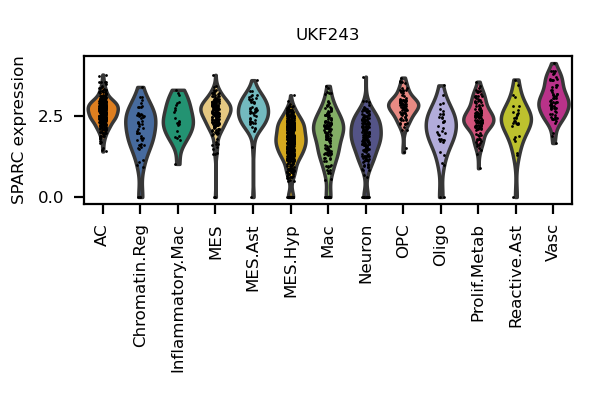 UKF243
SPARC expression
2.5
0.0
AC
Chromatin.Reg
Inflammatory.Mac
MES
MES.Ast
MES.Hyp
Mac
Neuron
OPC
Oligo
Prolif.Metab
Reactive.Ast
Vasc